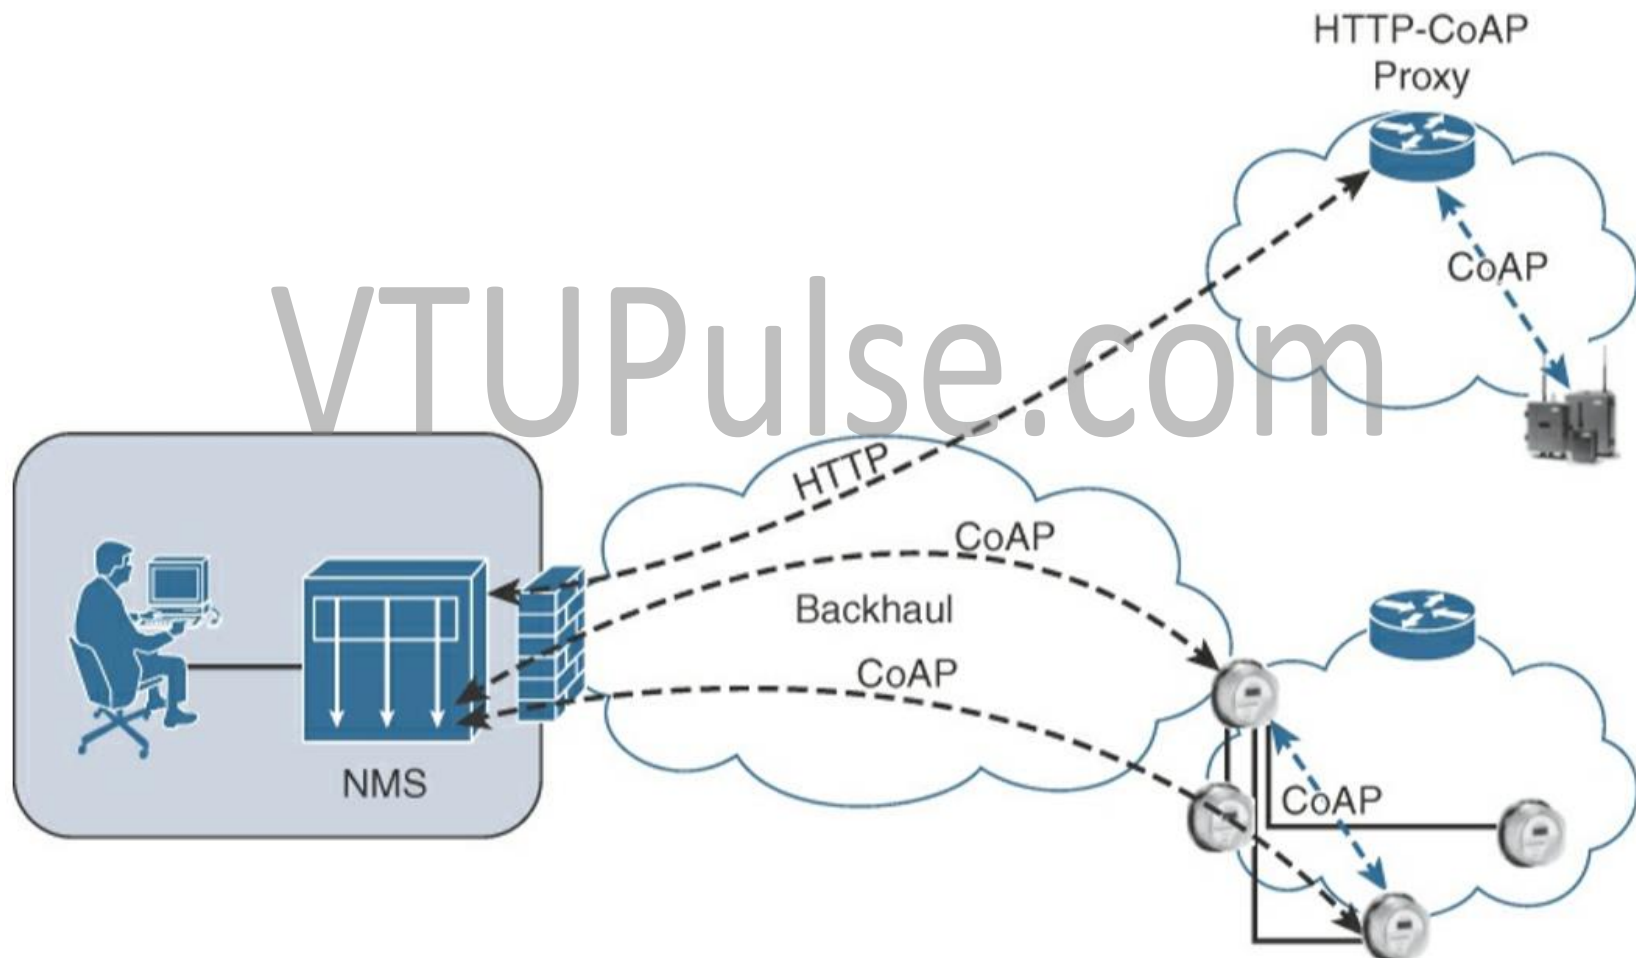 HTTP-CoAP
Proxy
CoAP
VTUPulse.com
HTTP
CoAP
Backhaul
CoAP
NMS
CoAP